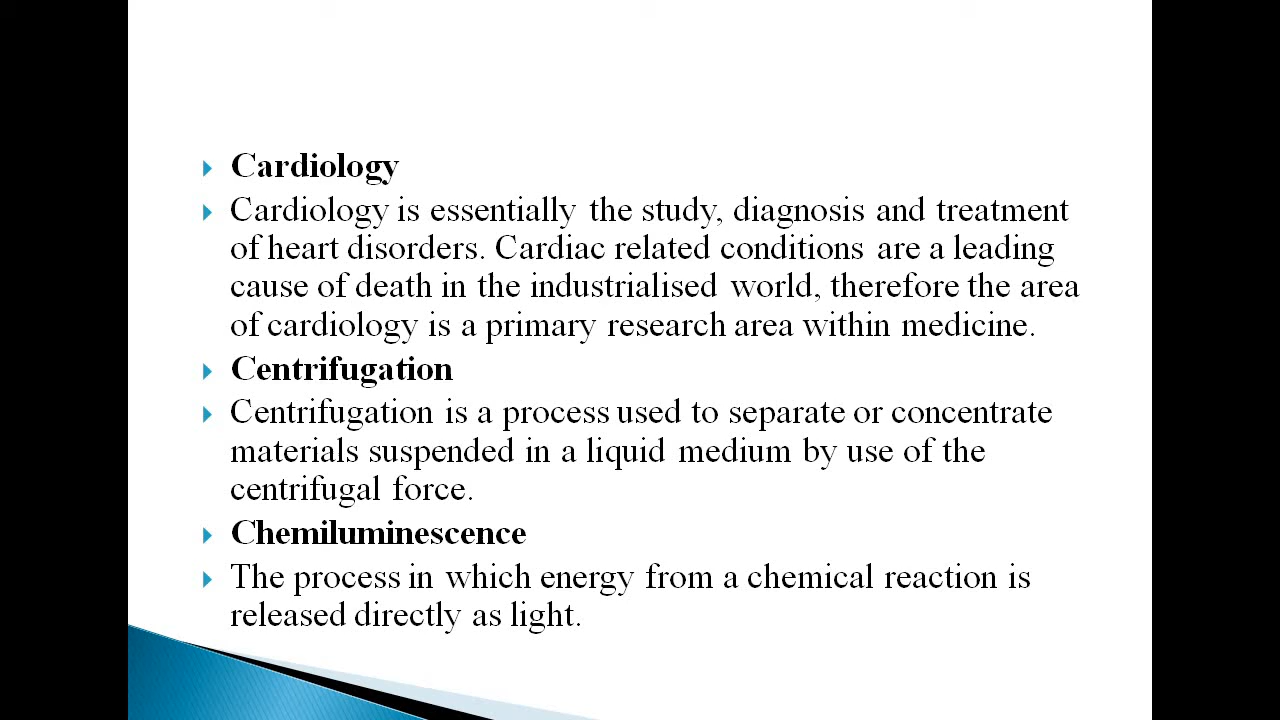 Cardiology
Cardiology is essentially the study, diagnosis and treatment
of heart disorders. Cardiac related conditions are a leading
cause of death in the industrialised world, therefore the area
of cardiology is a primary research area within medicine.
Centrifugation
Centrifugation is a process used to separate or concentrate
materials suspended in a liquid medium by use of the
centrifugal force.
Chemiluminescence
The process in which energy from a chemical reaction is
released directly as light.